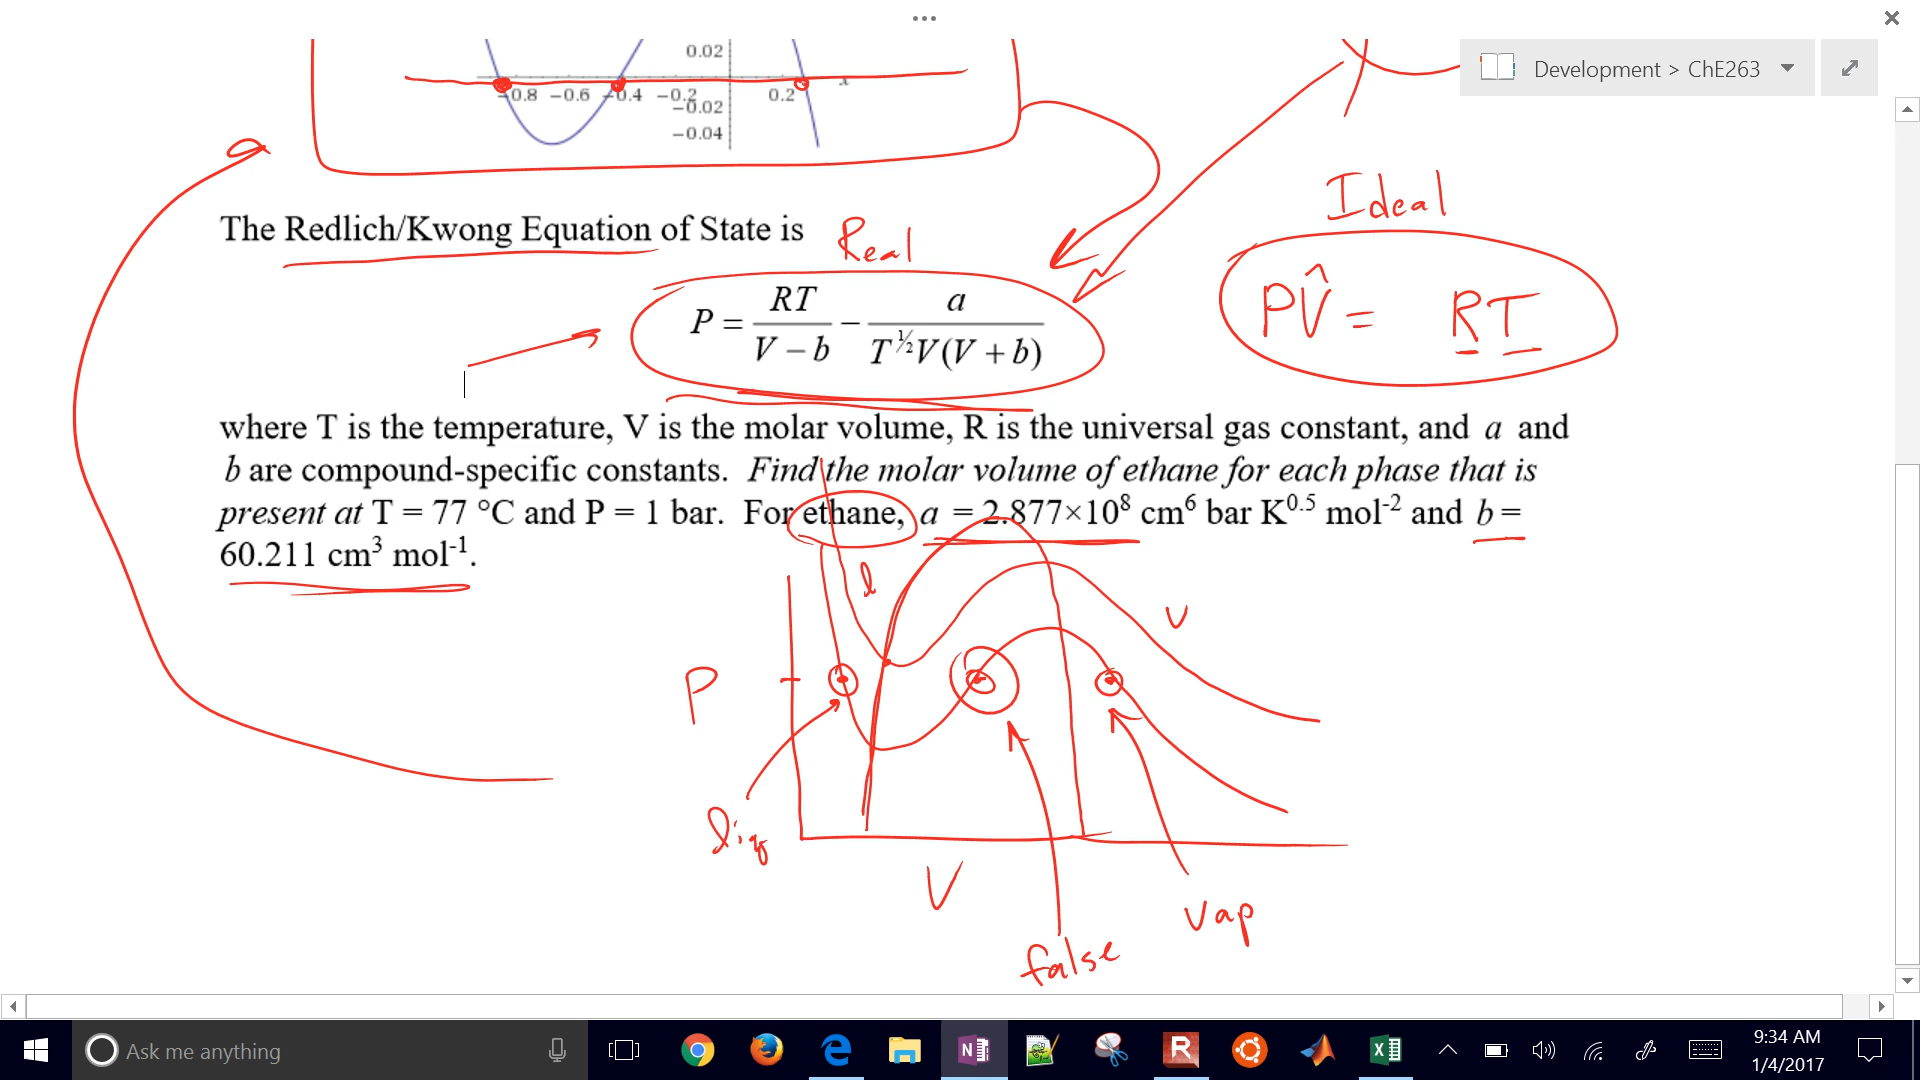 Development > ChE263
0.02
−0.8 −0.6 −0.4 −0.2 0.2 x
−0.02
−0.04
Ideal
The Redlich/Kwong Equation of State is
Real
P = RT / (V − b) − a / (T^½ V(V + b))
PV̂ = RT
where T is the temperature, V is the molar volume, R is the universal gas constant, and a and
b are compound-specific constants. Find the molar volume of ethane for each phase that is
present at T = 77 °C and P = 1 bar. For ethane, a = 2.877×10⁸ cm⁶ bar K⁰·⁵ mol⁻² and b =
60.211 cm³ mol⁻¹.
l
V
P
liq
V
vap
false
Ask me anything
9:34 AM
1/4/2017